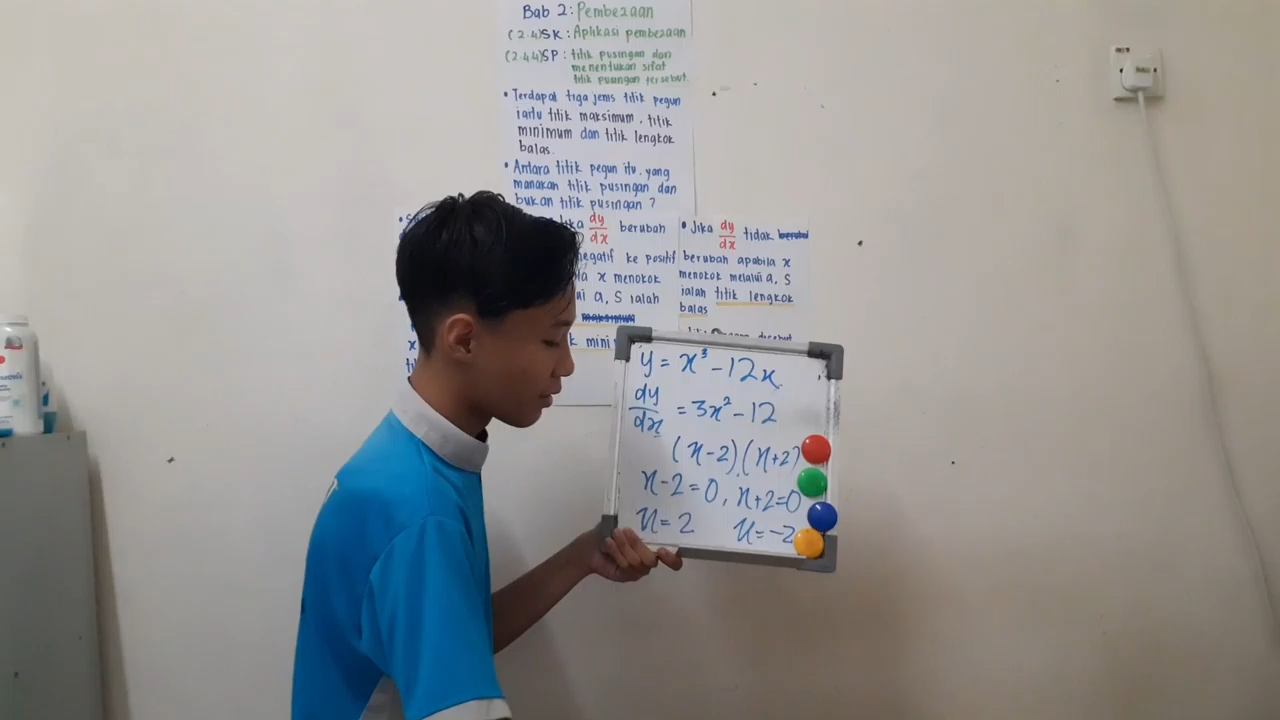 Bab 2: Pembezaan
(2.4)SK: Aplikasi pembezaan
(2.4.4)SP: titik pusingan dan
menentukan sifat
titik pusingan tersebut.
• Terdapat tiga jenis titik pegun
iaitu titik maksimum, titik
minimum dan titik lengkok
balas.
• Antara titik pegun itu, yang
manakan titik pusingan dan
bukan titik pusingan?
dy/dx berubah
negatif ke positif
x menokok
a, S ialah
maksimum
mini
• Jika dy/dx tidak berubah
berubah apabila x
menokok melalui a, S
ialah titik lengkok
balas
y = x³ - 12x
dy/dx = 3x² - 12
(x-2)(x+2)
x-2=0, x+2=0
x=2 x=-2